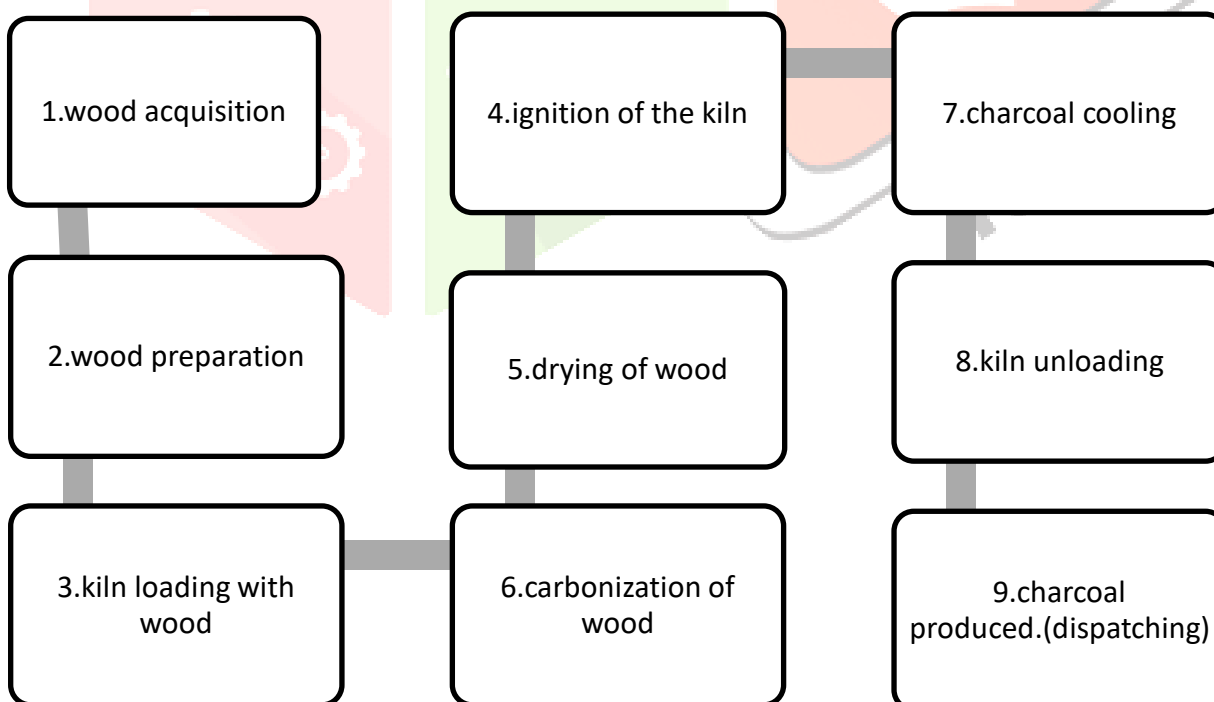 1.wood acquisition
2.wood preparation
3.kiln loading with
wood
4.ignition of the kiln
5.drying of wood
6.carbonization of
wood
7.charcoal cooling
8.kiln unloading
9.charcoal
produced.(dispatching)